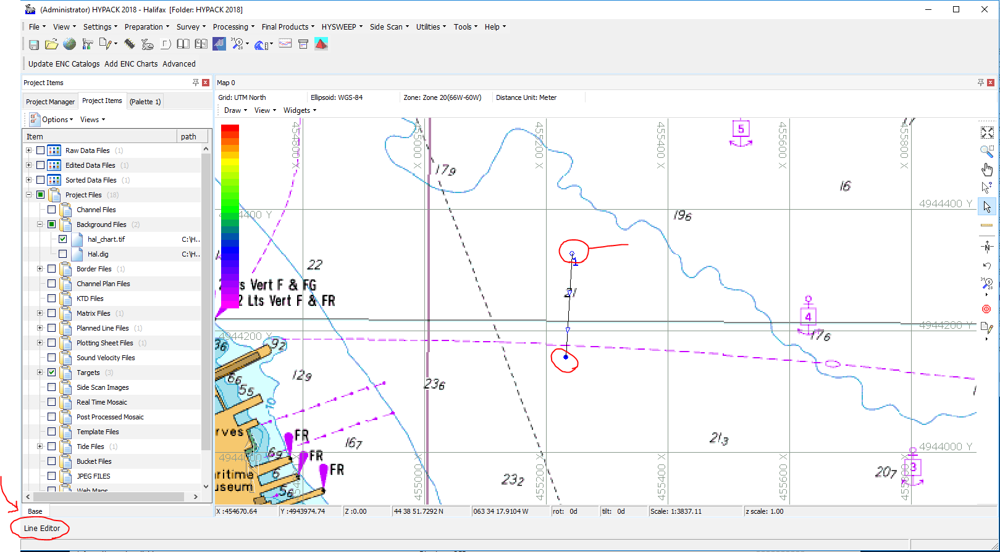 (Administrator) HYPACK 2018 - Halifax [Folder: HYPACK 2018]
File View Settings Preparation Survey Processing Final Products HYSWEEP Side Scan Utilities Tools Help
Update ENC Catalogs Add ENC Charts Advanced
Project Items
Project Manager Project Items (Palette 1)
Options Views
Item path
Raw Data Files (1)
Edited Data Files (1)
Sorted Data Files (1)
Project Files (18)
Channel Files
Background Files (2)
hal_chart.tif C:\H..
Hal.dig C:\H..
Border Files (1)
Channel Plan Files
KTD Files
Matrix Files (1)
Planned Line Files (1)
Plotting Sheet Files (1)
Sound Velocity Files
Targets (3)
Side Scan Images
Real Time Mosaic
Post Processed Mosaic
Template Files
Tide Files (1)
Bucket Files
JPEG FILES
Web Maps
Base
Line Editor
Map 0
Grid: UTM North Ellipsoid: WGS-84 Zone: Zone 20(66W-60W) Distance Unit: Meter
Draw View Widgets
454800 X 455000 X 455200 X 455400 X 455600 X 455800 X
5
179
16
4944400 Y
4944400 Y
196
1
22
21
s Vert F & FG
2 Lts Vert F & FR
4
4944200 Y
4944200 Y
176
36
92
129
66
55
236
10
rves
FR
167
213
4944000 Y
4944000 Y
69
FR
3
ritime
6
FR
207
useum
56
232
455000 X 455200 X 455400 X 455600 X 455800 X
X :454670.64 Y :4943974.74 Z :0.00 44 38 51.7292 N 063 34 17.9104 W rot: 0d tilt: 0d Scale: 1:3837.11 z scale: 1.00